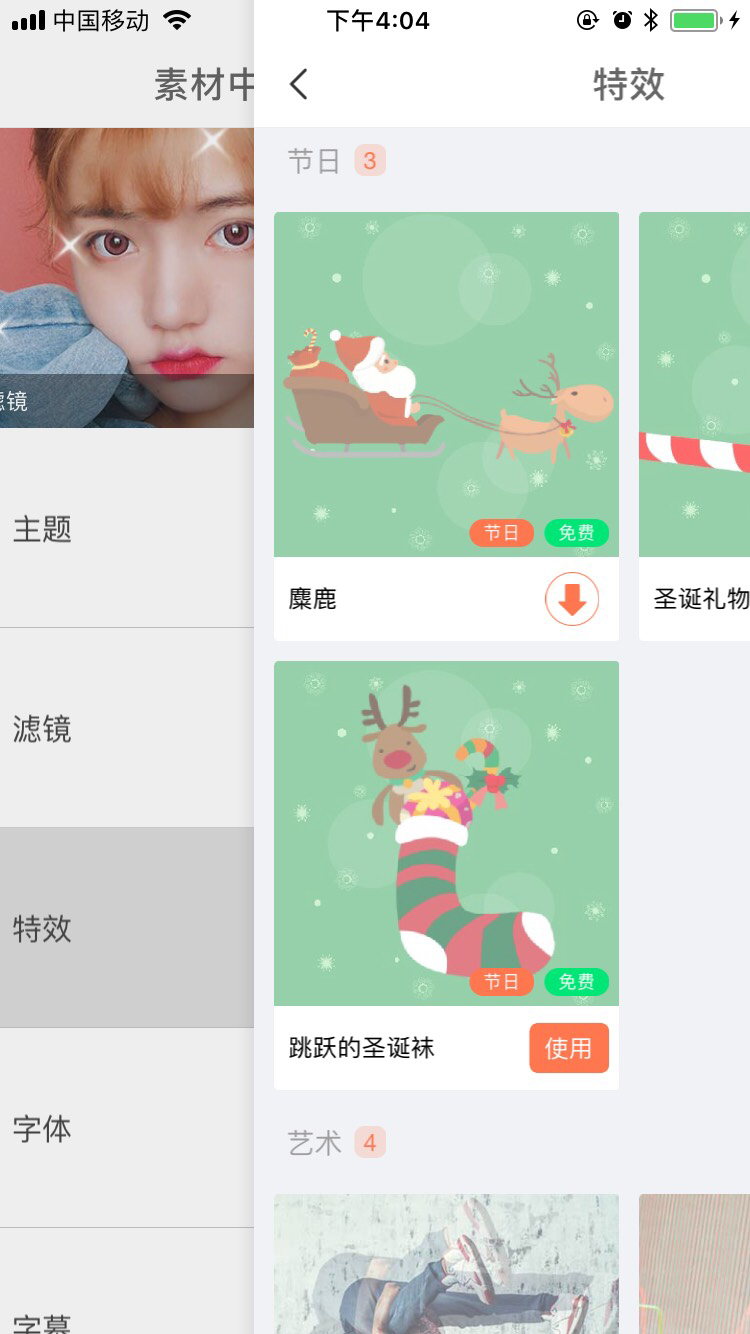 中国移动
下午4:04
素材中
特效
滤镜
主题
滤镜
特效
字体
字幕
节日 3
节日 免费
麋鹿
圣诞礼物
节日 免费
跳跃的圣诞袜 使用
艺术 4